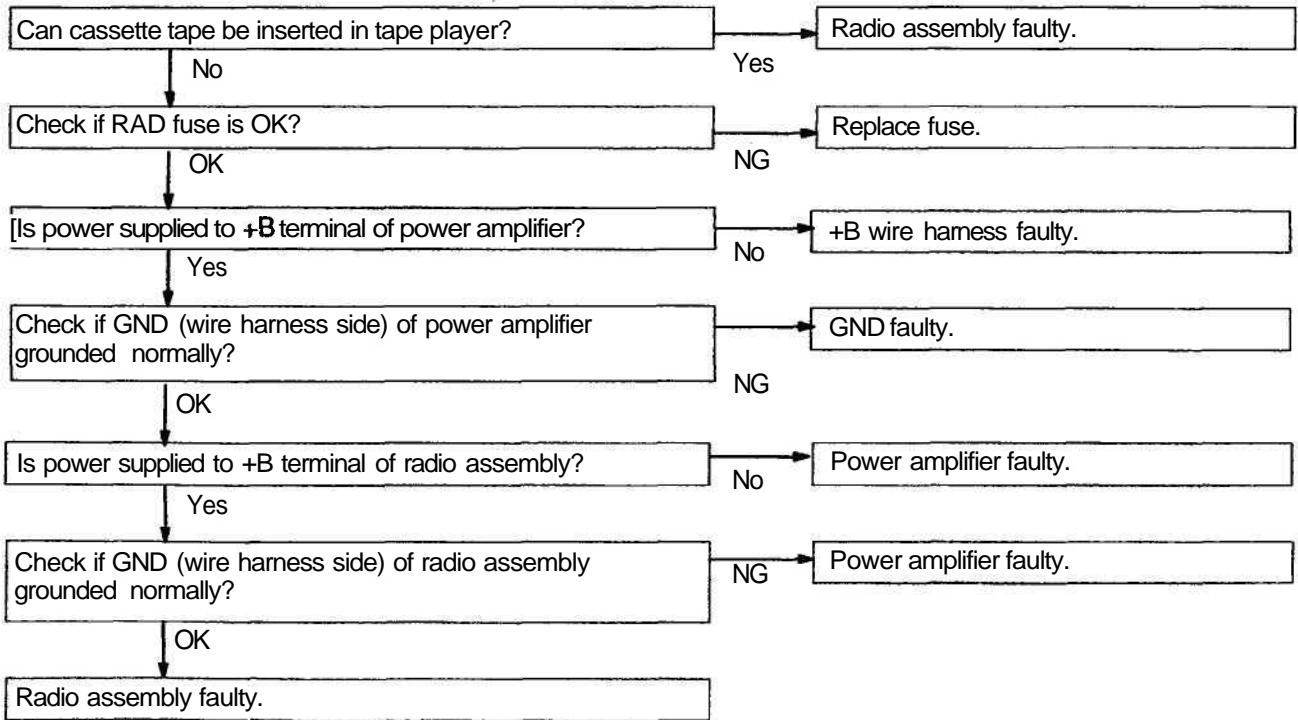 Can cassette tape be inserted in tape player?
Radio assembly faulty.
No
Yes
Check if RAD fuse is OK?
Replace fuse.
OK
NG
[Is power supplied to +B terminal of power amplifier?
+B wire harness faulty.
Yes
No
Check if GND (wire harness side) of power amplifier
grounded normally?
GND faulty.
NG
OK
Is power supplied to +B terminal of radio assembly?
Power amplifier faulty.
No
Yes
Check if GND (wire harness side) of radio assembly
grounded normally?
Power amplifier faulty.
NG
OK
Radio assembly faulty.